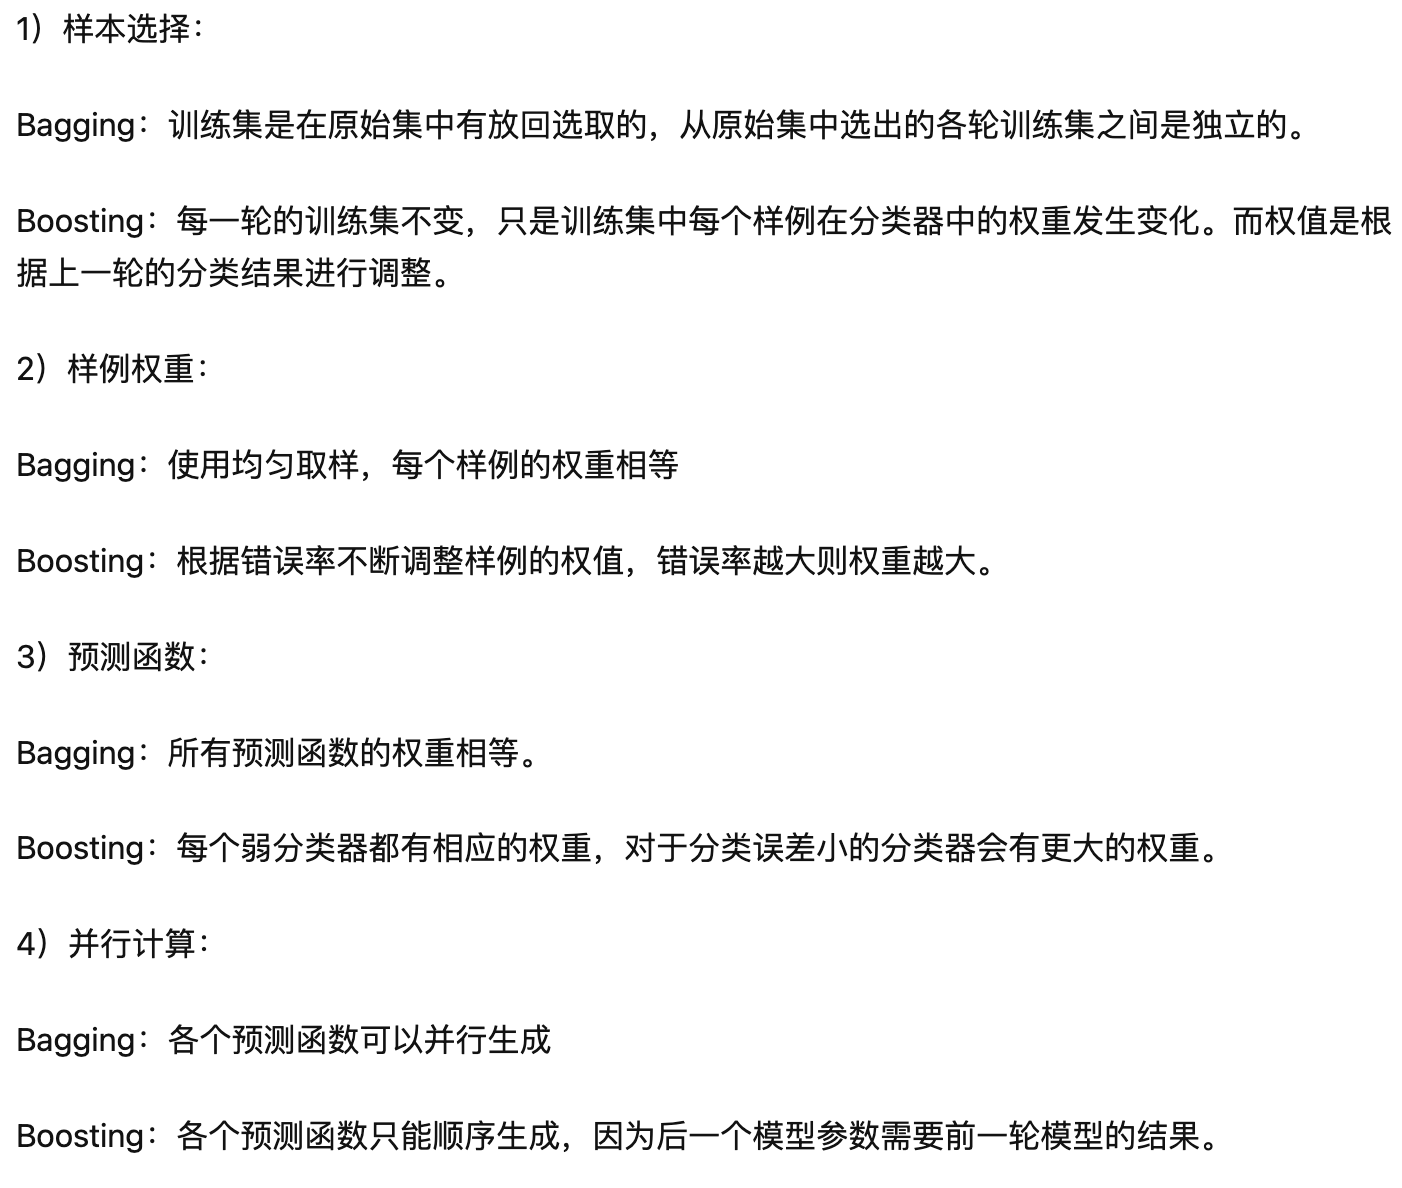 1）样本选择：
Bagging：训练集是在原始集中有放回选取的，从原始集中选出的各轮训练集之间是独立的。
Boosting：每一轮的训练集不变，只是训练集中每个样例在分类器中的权重发生变化。而权值是根
据上一轮的分类结果进行调整。
2）样例权重：
Bagging：使用均匀取样，每个样例的权重相等
Boosting：根据错误率不断调整样例的权值，错误率越大则权重越大。
3）预测函数：
Bagging：所有预测函数的权重相等。
Boosting：每个弱分类器都有相应的权重，对于分类误差小的分类器会有更大的权重。
4）并行计算：
Bagging：各个预测函数可以并行生成
Boosting：各个预测函数只能顺序生成，因为后一个模型参数需要前一轮模型的结果。